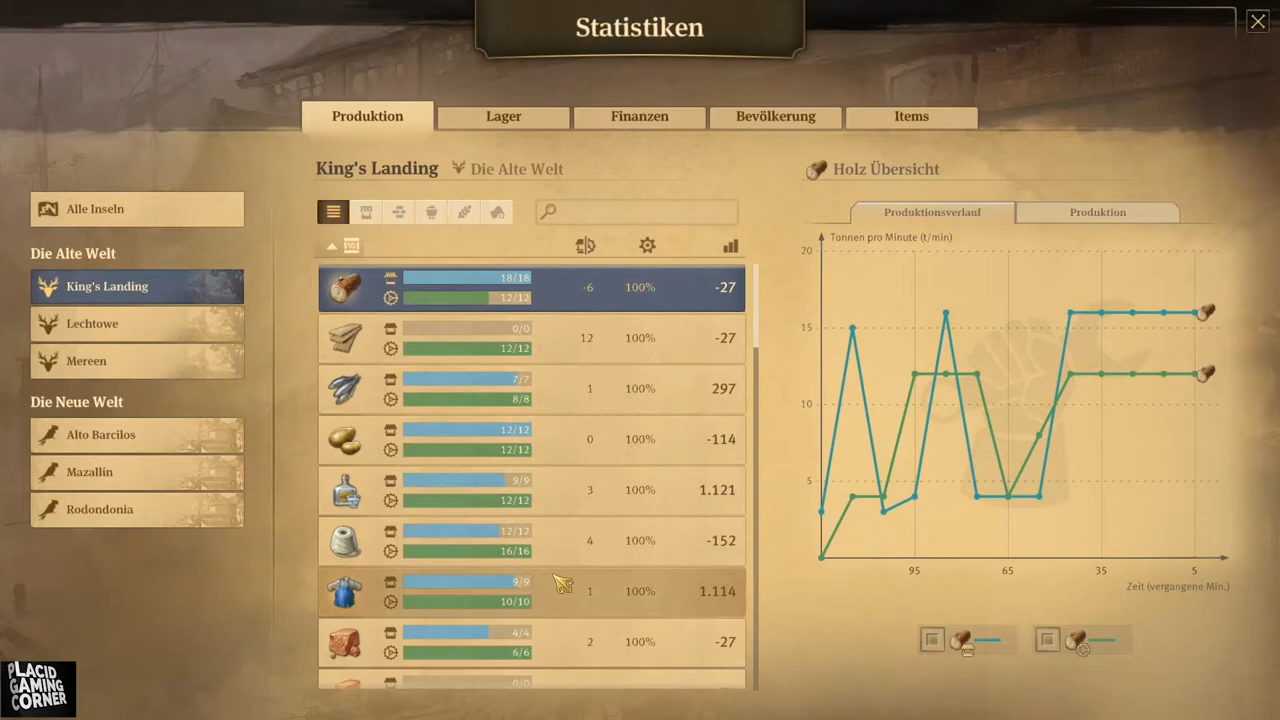 Statistiken
Produktion
Lager
Finanzen
Bevölkerung
Items
Alle Inseln
Die Alte Welt
King's Landing
Lechtowe
Mereen
Die Neue Welt
Alto Barcilos
Mazallín
Rodondonia
King's Landing Die Alte Welt
18/18
12/12
-6 100% -27
0/0
12/12
12 100% -27
7/7
8/8
1 100% 297
12/12
12/12
0 100% -114
9/9
12/12
3 100% 1.121
12/12
16/16
4 100% -152
9/9
10/10
1 100% 1.114
4/4
6/6
2 100% -27
0/0
Holz Übersicht
Produktionsverlauf
Produktion
Tonnen pro Minute (t/min)
20
15
10
5
95 65 35 5
Zeit (vergangene Min.)
PLACID
GAMING
CORNER